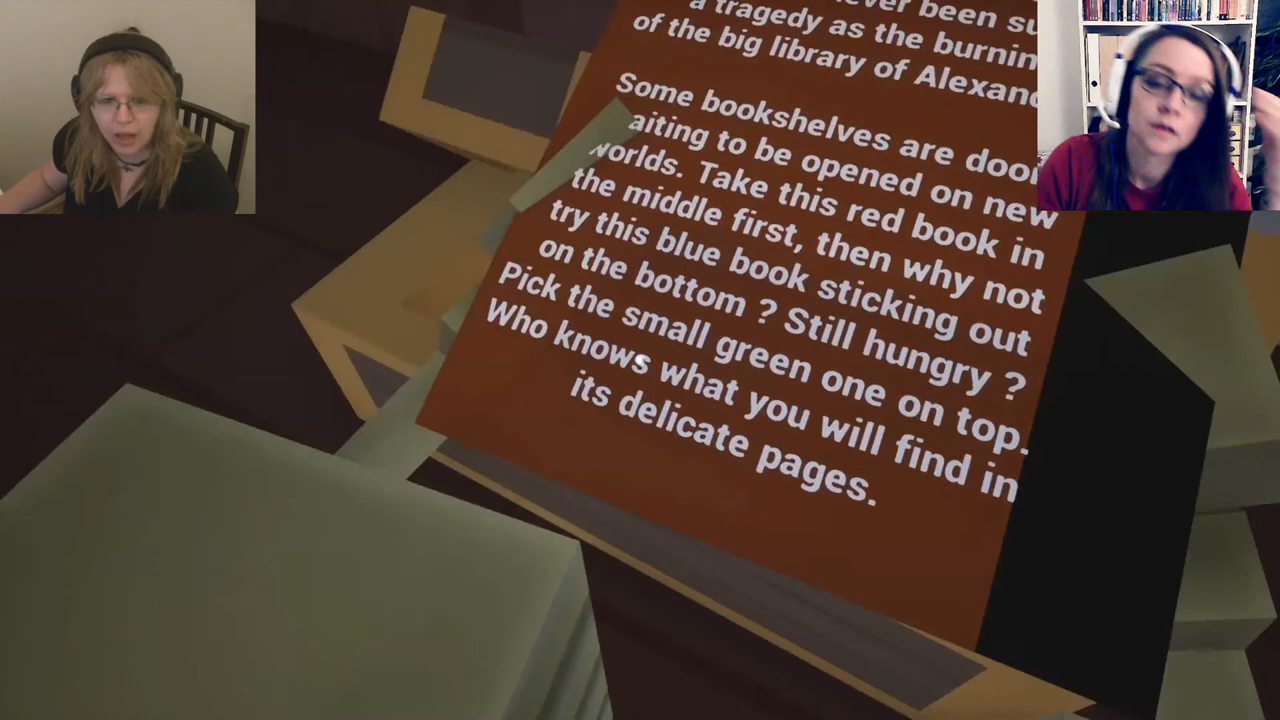 been su
a tragedy as the burnin
of the big library of Alexan
Some bookshelves are doo
aiting to be opened on new
worlds. Take this red book in
the middle first, then why not
try this blue book sticking out
on the bottom ? Still hungry ?
Pick the small green one on top.
Who knows what you will find in
its delicate pages.